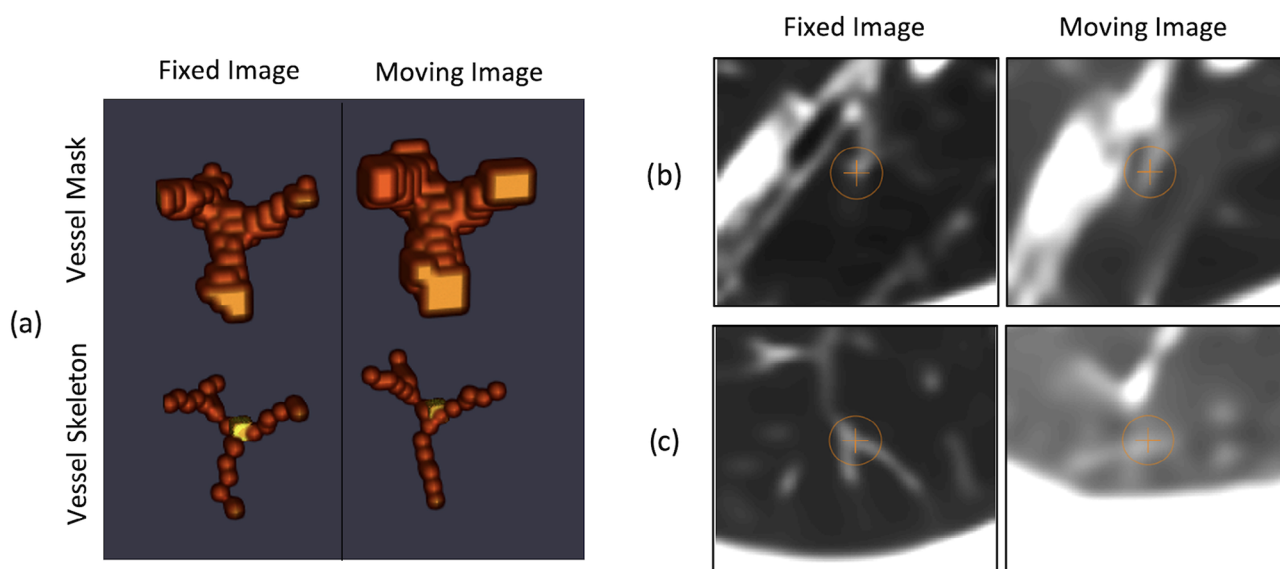 Fixed Image
Moving Image
Vessel Mask
Vessel Skeleton
(a)
Fixed Image
Moving Image
(b)
(c)